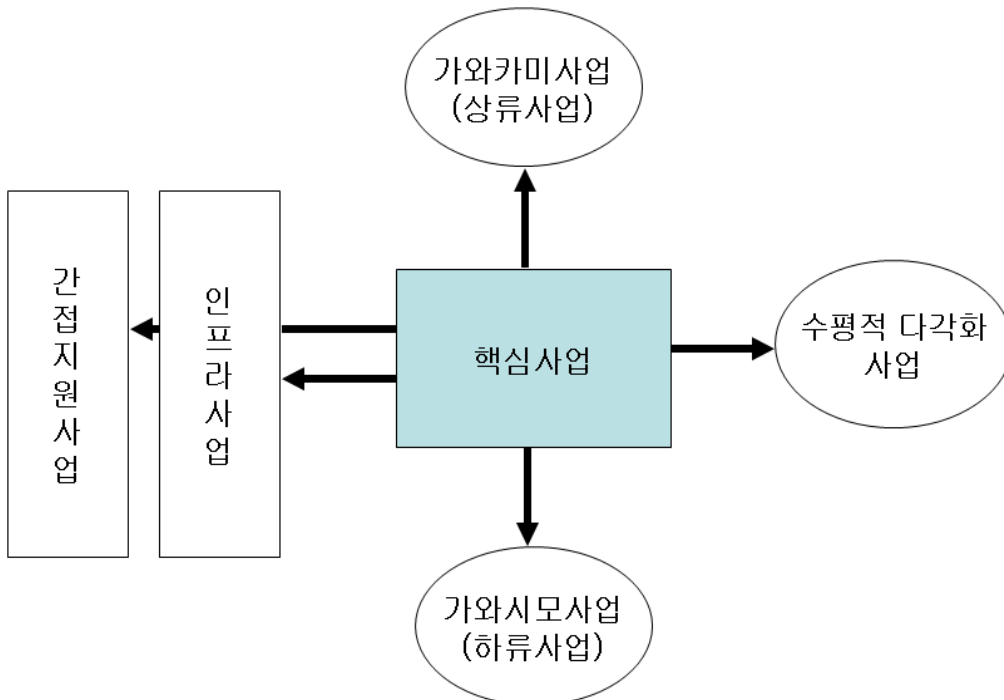 가와카미사업
(상류사업)
간접지원사업
인프라사업
핵심사업
수평적 다각화
사업
가와시모사업
(하류사업)